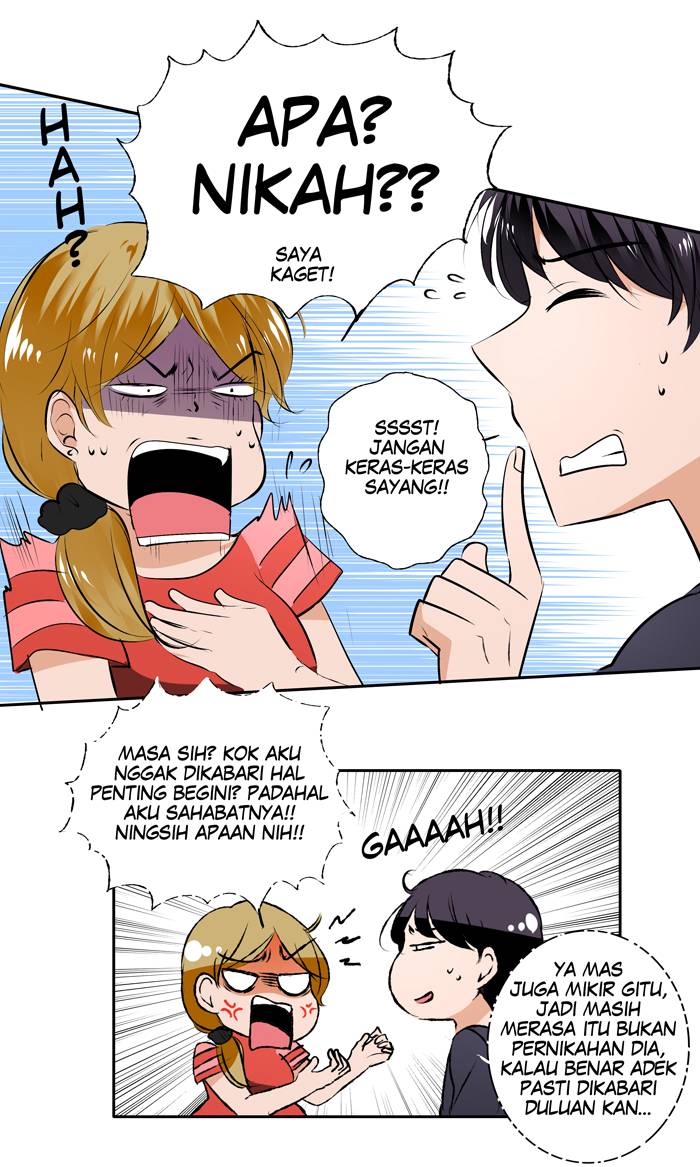 HAH?
APA?
NIKAH??
SAYA
KAGET!
SSSST!
JANGAN
KERAS-KERAS
SAYANG!!
MASA SIH? KOK AKU
NGGAK DIKABARI HAL
PENTING BEGINI? PADAHAL
AKU SAHABATNYA!!
NINGSIH APAAN NIH!!
GAAAAH!!
YA MAS
JUGA MIKIR GITU,
JADI MASIH
MERASA ITU BUKAN
PERNIKAHAN DIA,
KALAU BENAR ADEK
PASTI DIKABARI
DULUAN KAN...